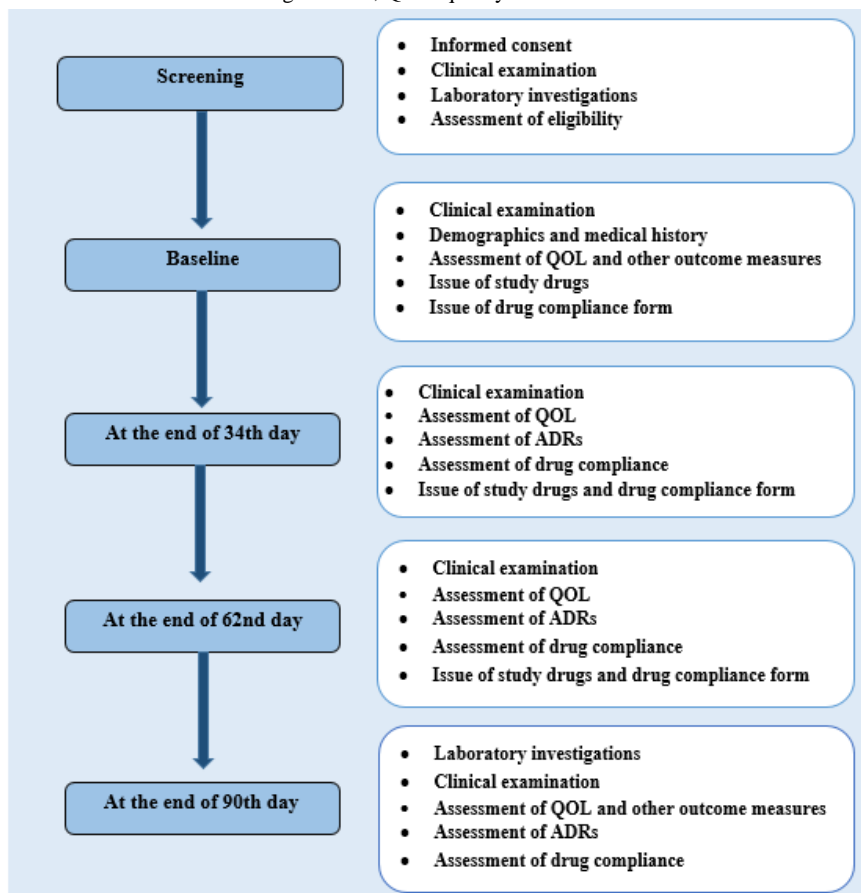 Screening
• Informed consent
• Clinical examination
• Laboratory investigations
• Assessment of eligibility
Baseline
• Clinical examination
• Demographics and medical history
• Assessment of QOL and other outcome measures
• Issue of study drugs
• Issue of drug compliance form
At the end of 34th day
• Clinical examination
• Assessment of QOL
• Assessment of ADRs
• Assessment of drug compliance
• Issue of study drugs and drug compliance form
At the end of 62nd day
• Clinical examination
• Assessment of QOL
• Assessment of ADRs
• Assessment of drug compliance
• Issue of study drugs and drug compliance form
At the end of 90th day
• Laboratory investigations
• Clinical examination
• Assessment of QOL and other outcome measures
• Assessment of ADRs
• Assessment of drug compliance